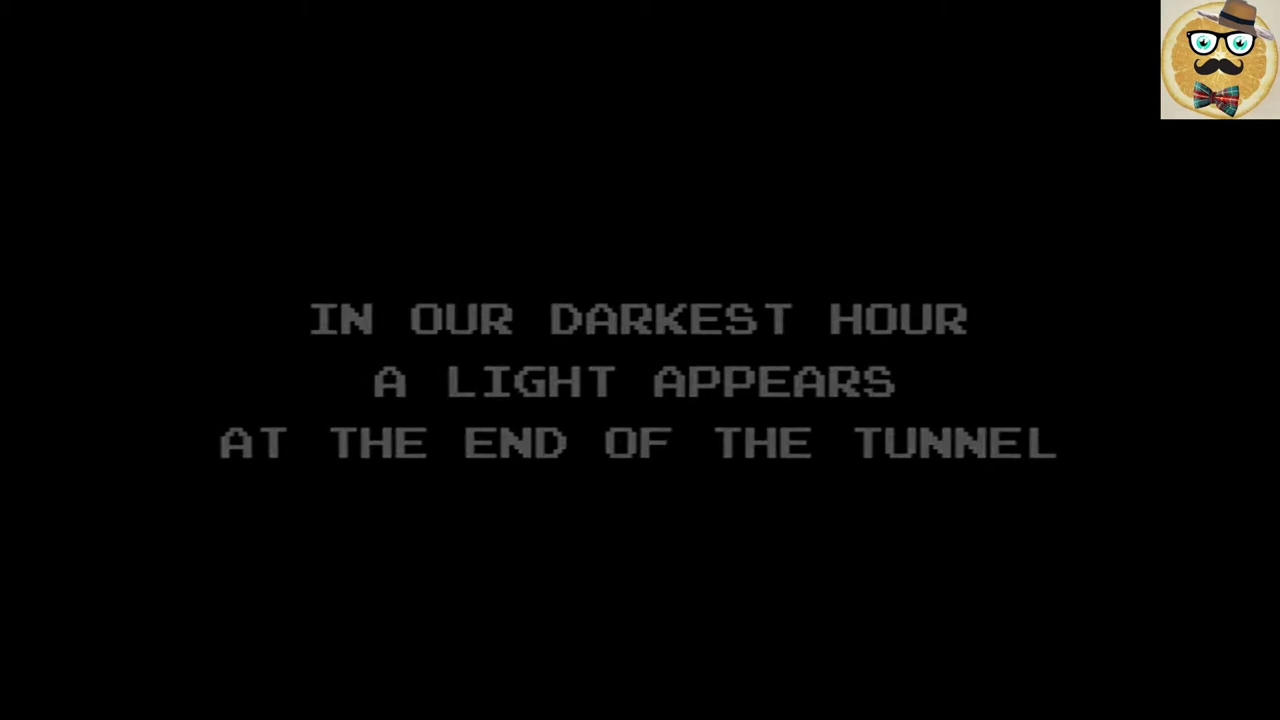 IN OUR DARKEST HOUR
A LIGHT APPEARS
AT THE END OF THE TUNNEL